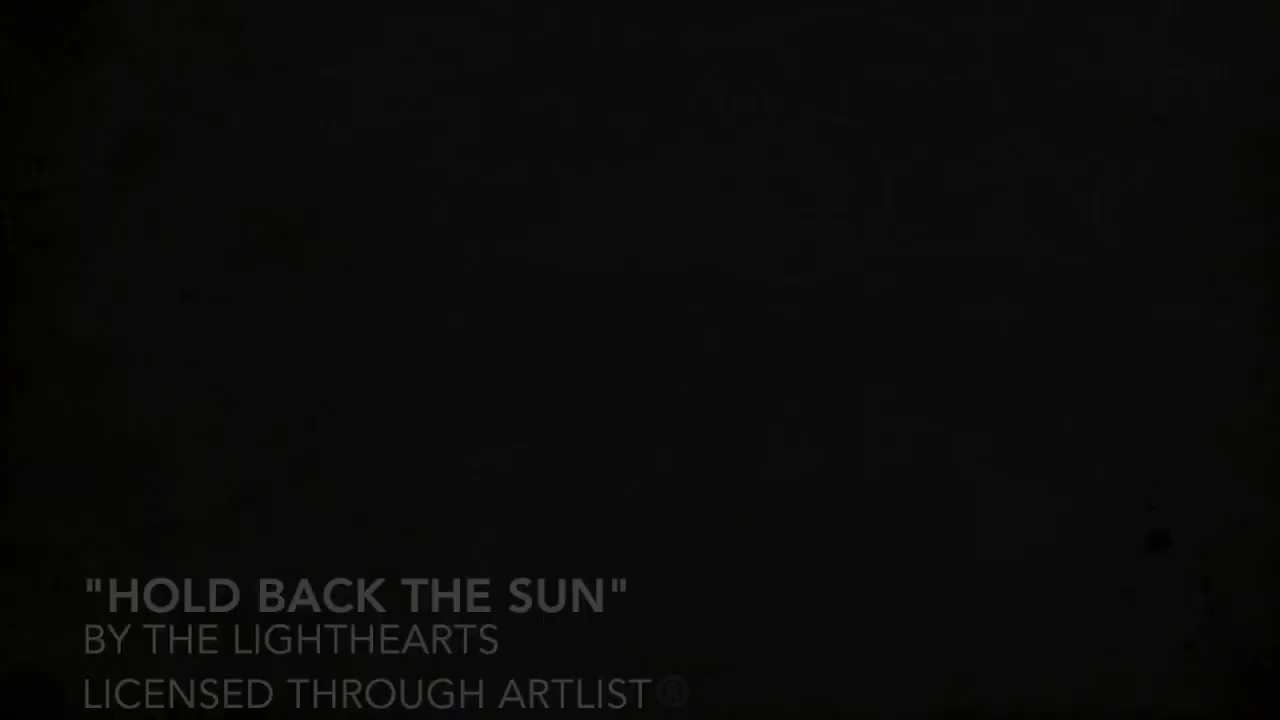 "HOLD BACK THE SUN"
BY THE LIGHTHEARTS
LICENSED THROUGH ARTLIST®